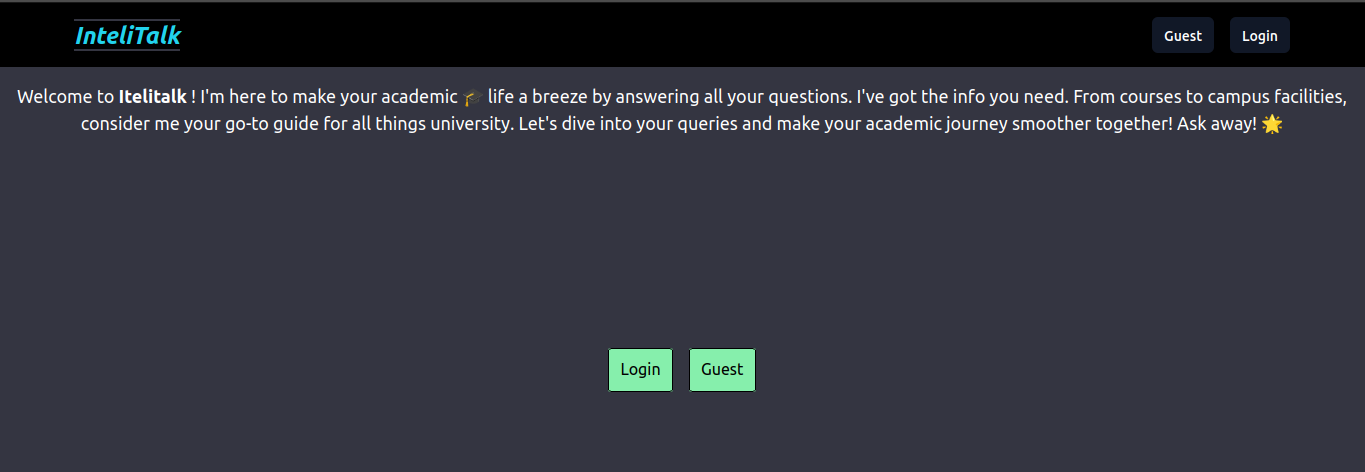 InteliTalk
Guest
Login
Welcome to Itelitalk ! I'm here to make your academic 🎓 life a breeze by answering all your questions. I've got the info you need. From courses to campus facilities,
consider me your go-to guide for all things university. Let's dive into your queries and make your academic journey smoother together! Ask away! 🌟
Login
Guest